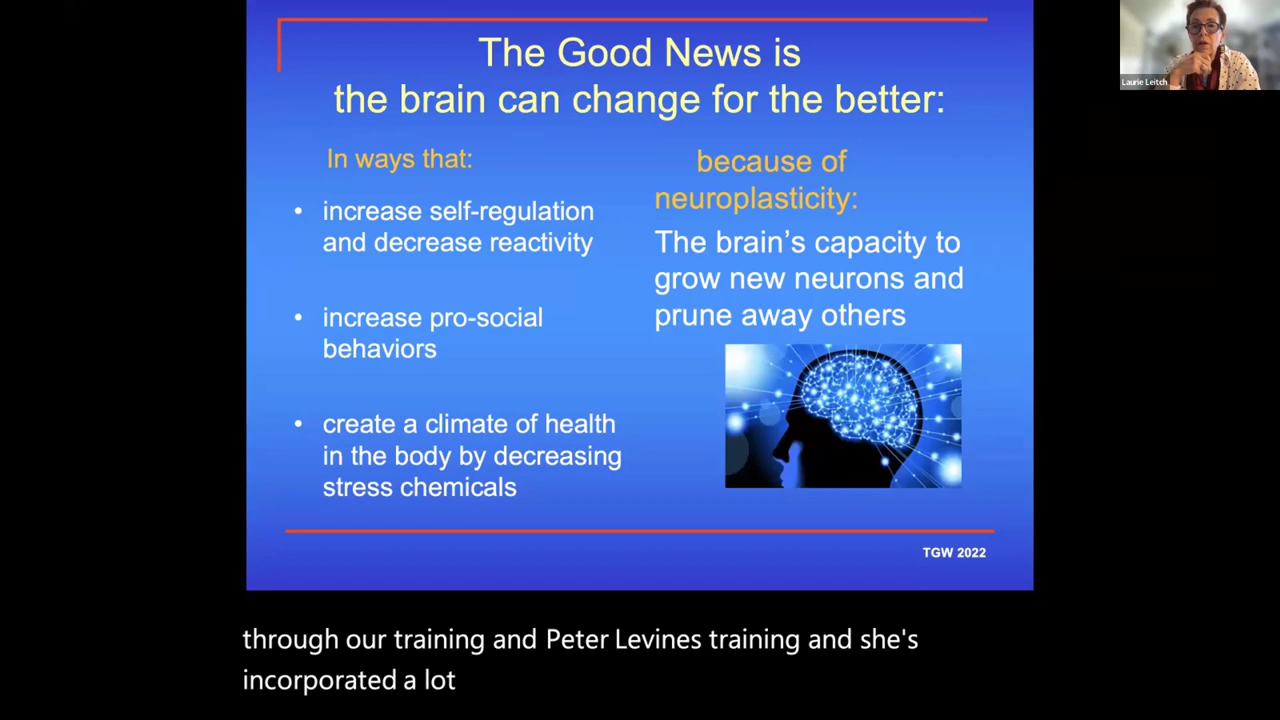 The Good News is
the brain can change for the better:
In ways that:
• increase self-regulation
and decrease reactivity
• increase pro-social
behaviors
• create a climate of health
in the body by decreasing
stress chemicals
because of
neuroplasticity:
The brain’s capacity to
grow new neurons and
prune away others
TGW 2022
Laurie Leitch
through our training and Peter Levines training and she's
incorporated a lot